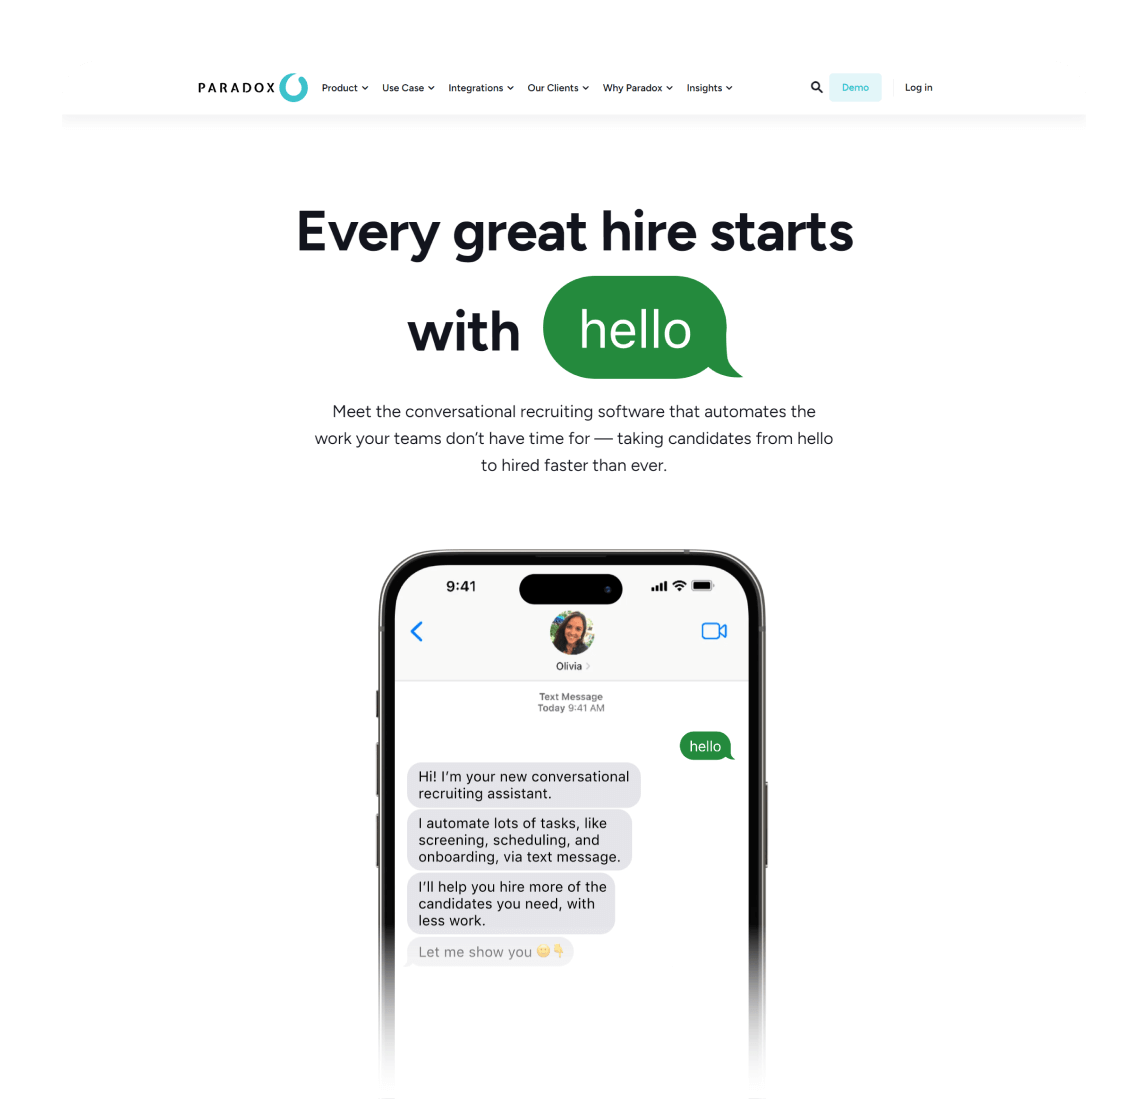 PARADOX Product Use Case Integrations Our Clients Why Paradox Insights Demo Log in
Every great hire starts
with hello
Meet the conversational recruiting software that automates the
work your teams don’t have time for — taking candidates from hello
to hired faster than ever.
9:41
Olivia
Text Message
Today 9:41 AM
hello
Hi! I’m your new conversational
recruiting assistant.
I automate lots of tasks, like
screening, scheduling, and
onboarding, via text message.
I’ll help you hire more of the
candidates you need, with
less work.
Let me show you